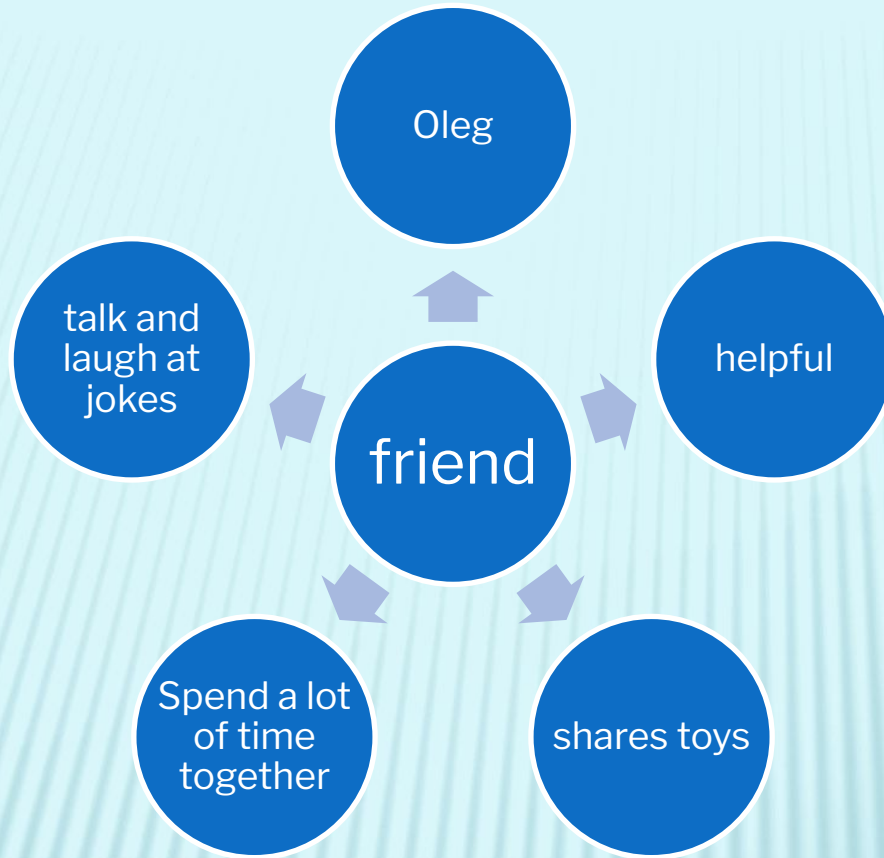 Oleg
talk and
laugh at
jokes
helpful
friend
Spend a lot
of time
together
shares toys